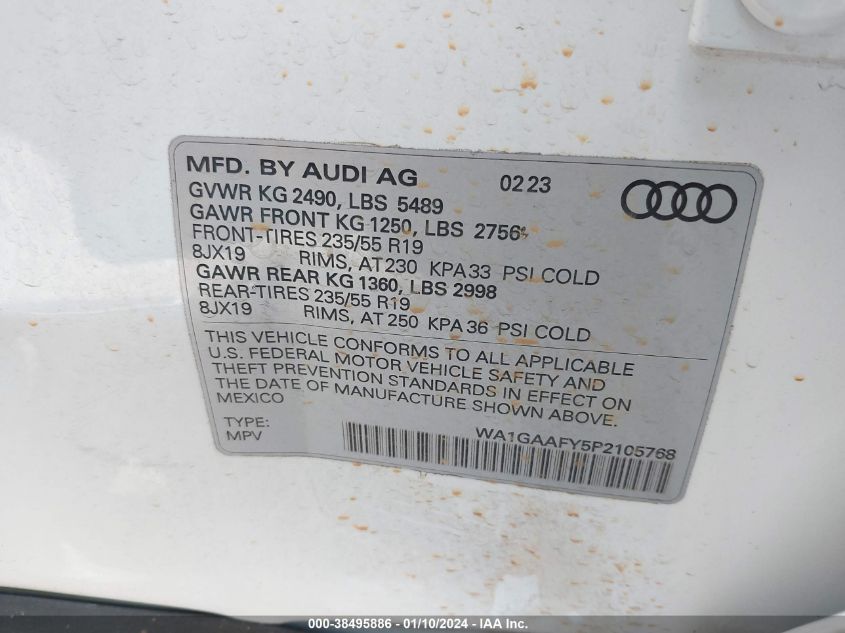 MFD. BY AUDI AG 0223
GVWR KG 2490, LBS 5489
GAWR FRONT KG 1250, LBS 2756
FRONT-TIRES 235/55 R19
8JX19 RIMS, AT 230 KPA 33 PSI COLD
GAWR REAR KG 1360, LBS 2998
REAR-TIRES 235/55 R19
8JX19 RIMS, AT 250 KPA 36 PSI COLD
THIS VEHICLE CONFORMS TO ALL APPLICABLE
U.S. FEDERAL MOTOR VEHICLE SAFETY AND
THEFT PREVENTION STANDARDS IN EFFECT ON
THE DATE OF MANUFACTURE SHOWN ABOVE.
MEXICO
TYPE:
MPV
WA1GAAFY5P2105768
000-38495886 / 01/10/2024 - IAAI.com